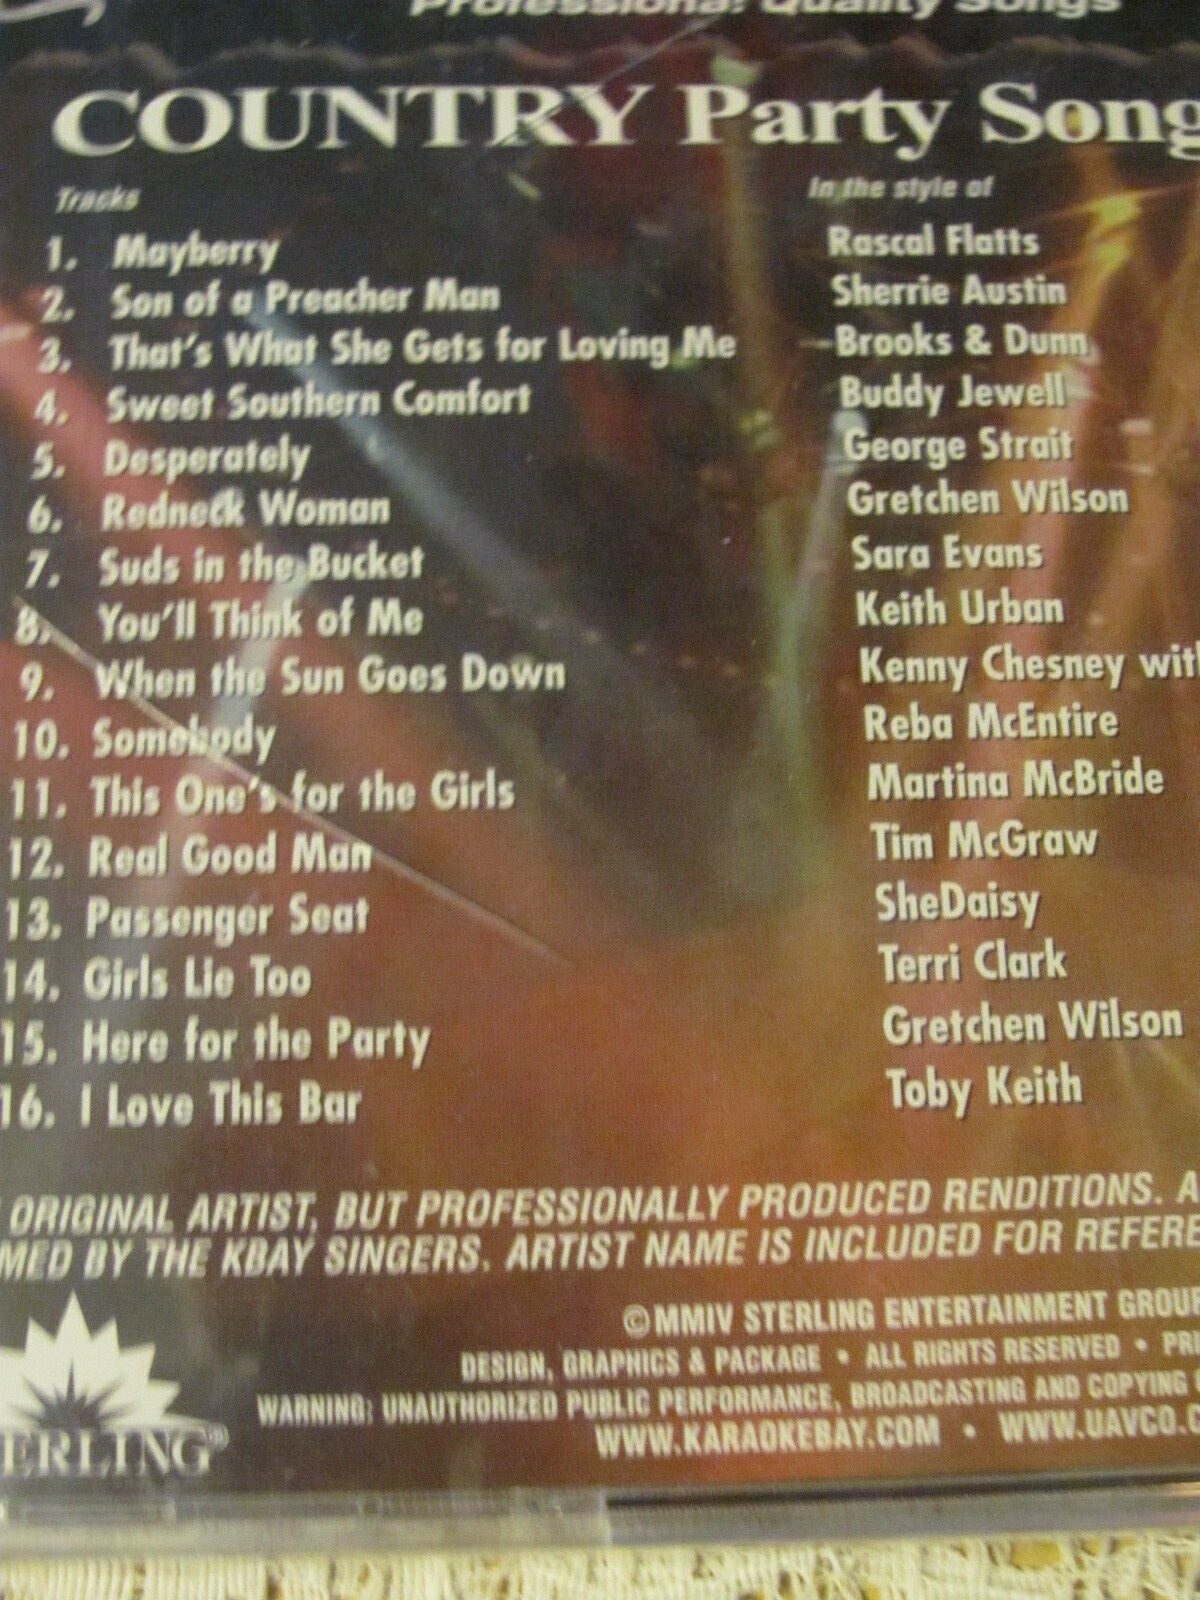 Professional Quality Songs
COUNTRY Party Song
Tracks In the style of
1. Mayberry Rascal Flatts
2. Son of a Preacher Man Sherrie Austin
3. That's What She Gets for Loving Me Brooks & Dunn
4. Sweet Southern Comfort Buddy Jewell
5. Desperately George Strait
6. Redneck Woman Gretchen Wilson
7. Suds in the Bucket Sara Evans
8. You'll Think of Me Keith Urban
9. When the Sun Goes Down Kenny Chesney with
10. Somebody Reba McEntire
11. This One's for the Girls Martina McBride
12. Real Good Man Tim McGraw
13. Passenger Seat SheDaisy
14. Girls Lie Too Terri Clark
15. Here for the Party Gretchen Wilson
16. I Love This Bar Toby Keith
ORIGINAL ARTIST, BUT PROFESSIONALLY PRODUCED RENDITIONS. A
MED BY THE KBAY SINGERS. ARTIST NAME IS INCLUDED FOR REFERE
©MMIV STERLING ENTERTAINMENT GROUP
DESIGN, GRAPHICS & PACKAGE • ALL RIGHTS RESERVED • PR
WARNING: UNAUTHORIZED PUBLIC PERFORMANCE, BROADCASTING AND COPYING
WWW.KARAOKEBAY.COM • WWW.UAVCO.C
ERLING®